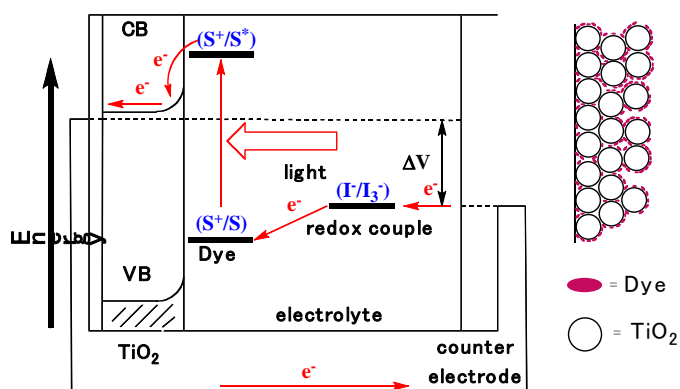 CB
(S⁺/S*)
e⁻
e⁻
light
ΔV
(I⁻/I₃⁻)
e⁻
e⁻
(S⁺/S)
redox couple
Dye
Energy
VB
electrolyte
TiO₂
counter
electrode
e⁻
= Dye
= TiO₂